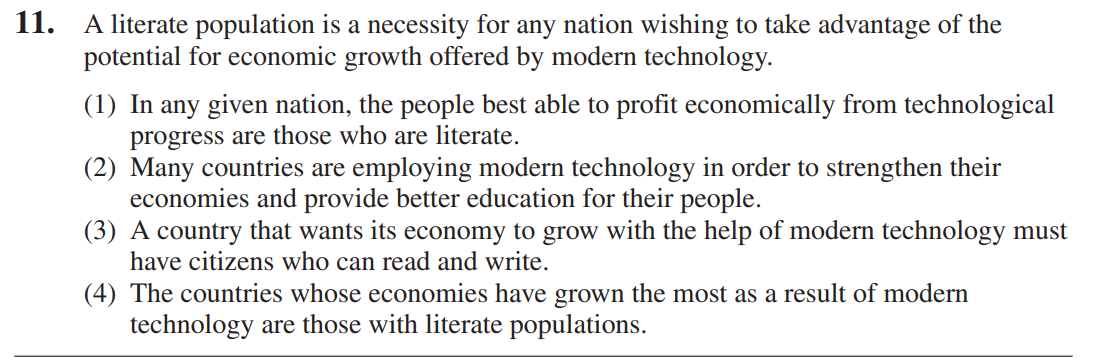 11. A literate population is a necessity for any nation wishing to take advantage of the
potential for economic growth offered by modern technology.
(1) In any given nation, the people best able to profit economically from technological
progress are those who are literate.
(2) Many countries are employing modern technology in order to strengthen their
economies and provide better education for their people.
(3) A country that wants its economy to grow with the help of modern technology must
have citizens who can read and write.
(4) The countries whose economies have grown the most as a result of modern
technology are those with literate populations.